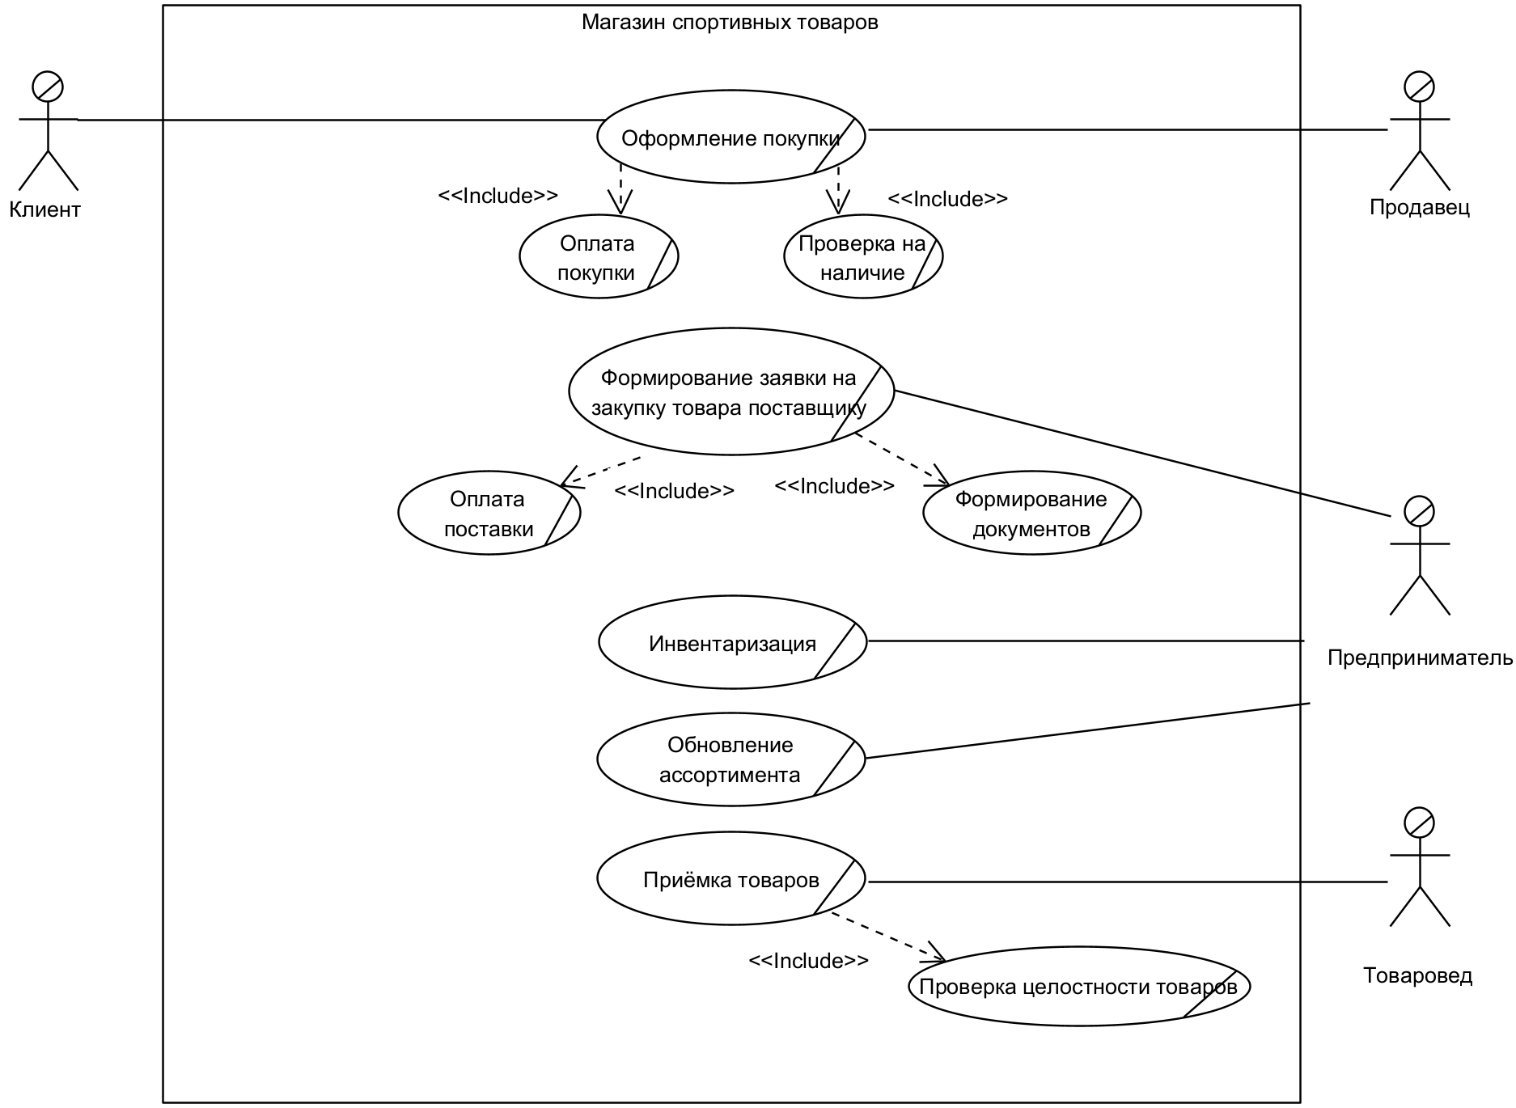 Магазин спортивных товаров
Оформление покупки
<<Include>>
<<Include>>
Клиент
Продавец
Оплата
покупки
Проверка на
наличие
Формирование заявки на
закупку товара поставщику
<<Include>>
<<Include>>
Оплата
поставки
Формирование
документов
Инвентаризация
Предприниматель
Обновление
ассортимента
Приёмка товаров
<<Include>>
Товаровед
Проверка целостности товаров